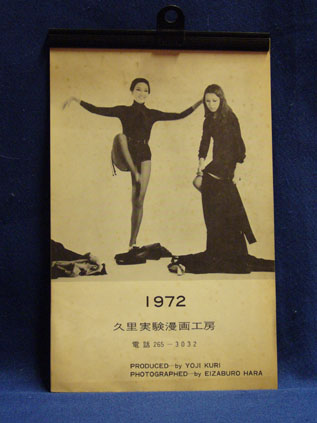 1972
久里実験漫画工房
電話 265-3032
PRODUCED-by YOJI KURI
PHOTOGRAPHED-by EIZABURO HARA